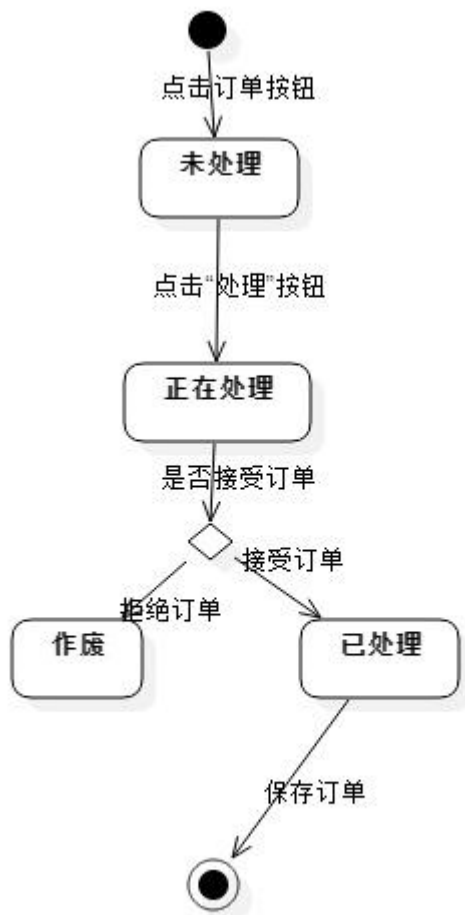 点击订单按钮
未处理
点击“处理”按钮
正在处理
是否接受订单
接受订单
拒绝订单
作废
已处理
保存订单